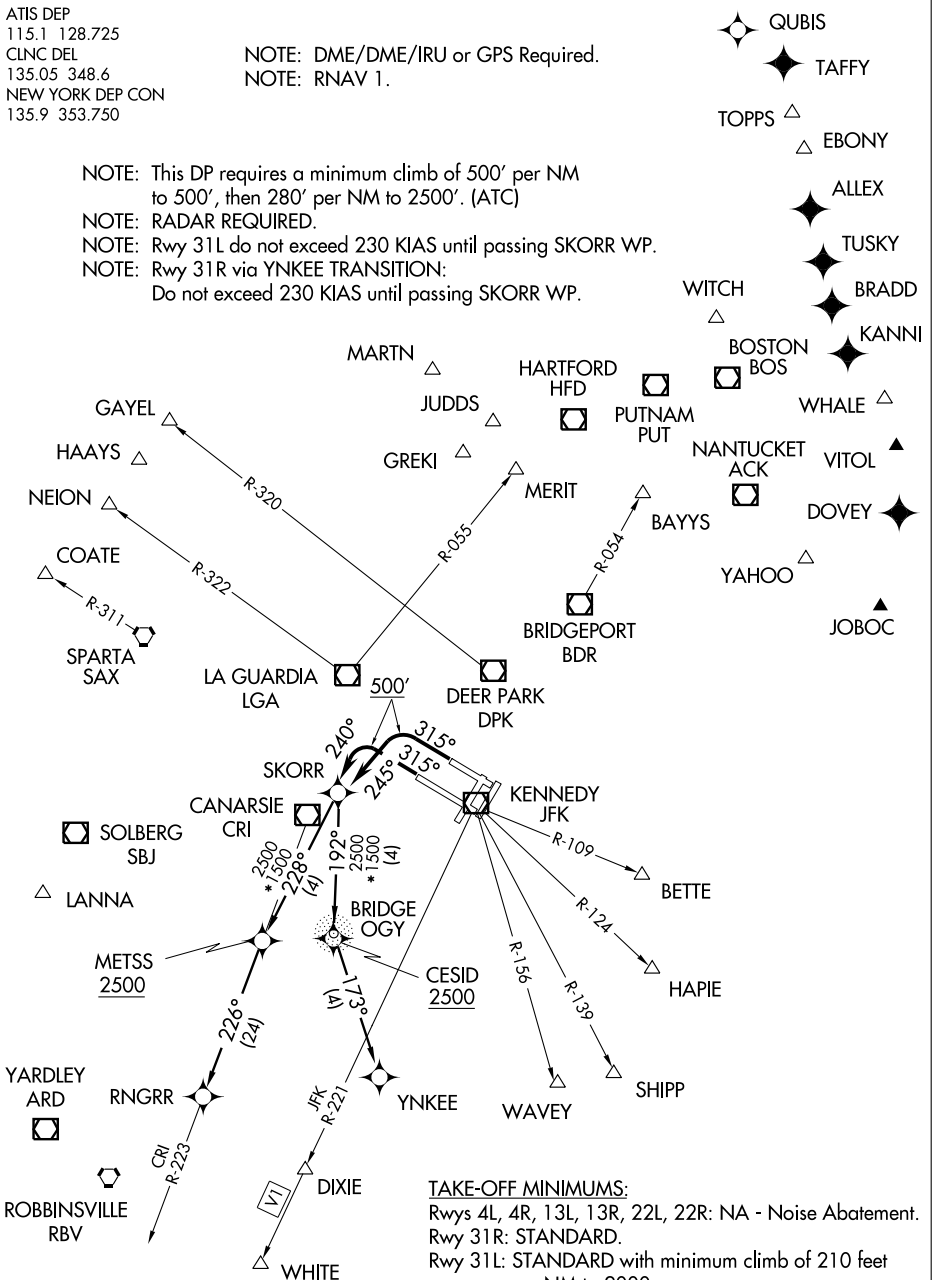 ATIS DEP
115.1 128.725
CLNC DEL
135.05 348.6
NEW YORK DEP CON
135.9 353.750
NOTE: DME/DME/IRU or GPS Required.
NOTE: RNAV 1.
NOTE: This DP requires a minimum climb of 500' per NM
to 500', then 280' per NM to 2500'. (ATC)
NOTE: RADAR REQUIRED.
NOTE: Rwy 31L do not exceed 230 KIAS until passing SKORR WP.
NOTE: Rwy 31R via YNKEE TRANSITION:
Do not exceed 230 KIAS until passing SKORR WP.
QUBIS
TAFFY
TOPPS
EBONY
ALLEX
TUSKY
BRADD
KANNI
WITCH
BOSTON
BOS
MARTN
HARTFORD
HFD
PUTNAM
PUT
WHALE
GAYEL
JUDDS
HAAYS
GREKI
NANTUCKET
ACK
VITOL
NEION
R-320
MERIT
BAYYS
DOVEY
COATE
R-322
R-055
R-054
YAHOO
R-311
SPARTA
SAX
BRIDGEPORT
BDR
JOBOC
LA GUARDIA
LGA
500'
DEER PARK
DPK
240°
315°
245°
315°
SKORR
CANARSIE
CRI
KENNEDY
JFK
SOLBERG
SBJ
R-109
BETTE
LANNA
2500
*1500
228°
(4)
192°
2500
*1500
(4)
R-124
BRIDGE
OGY
METSS
2500
CESID
2500
R-156
R-139
HAPIE
226°
(24)
173°
(4)
YARDLEY
ARD
RNGRR
YNKEE
WAVEY
SHIPP
JFK
R-221
CRI
R-223
ROBBINSVILLE
RBV
DIXIE
V1
WHITE
TAKE-OFF MINIMUMS:
Rwys 4L, 4R, 13L, 13R, 22L, 22R: NA - Noise Abatement.
Rwy 31R: STANDARD.
Rwy 31L: STANDARD with minimum climb of 210 feet